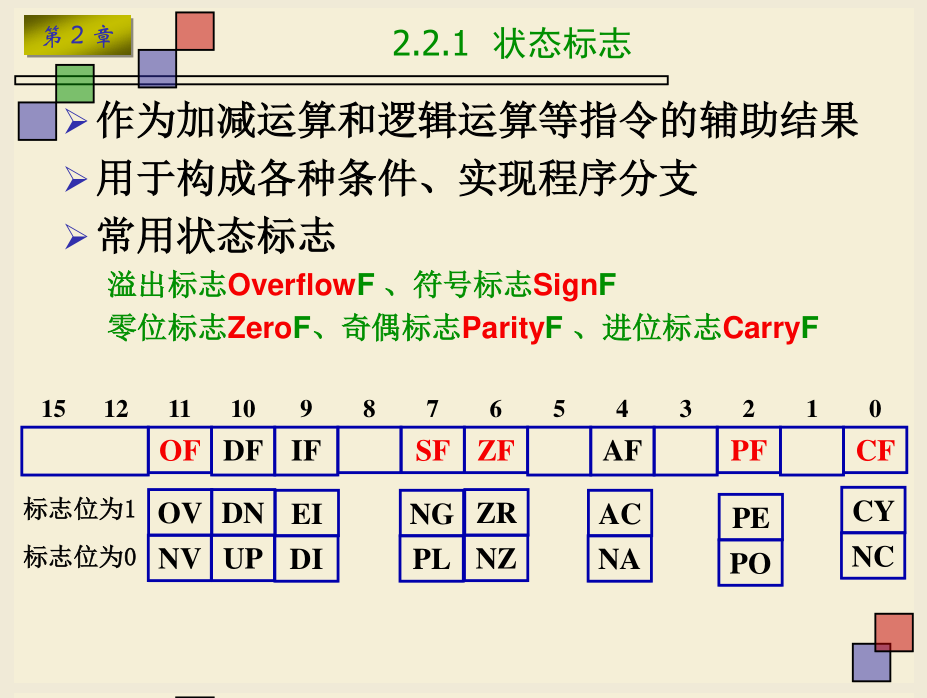 第 2 章
2.2.1 状态标志
作为加减运算和逻辑运算等指令的辅助结果
用于构成各种条件、实现程序分支
常用状态标志
溢出标志OverflowF 、符号标志SignF
零位标志ZeroF、奇偶标志ParityF 、进位标志CarryF
15 12 11 10 9 8 7 6 5 4 3 2 1 0
OF DF IF SF ZF AF PF CF
标志位为1 OV DN EI NG ZR AC PE CY
标志位为0 NV UP DI PL NZ NA PO NC